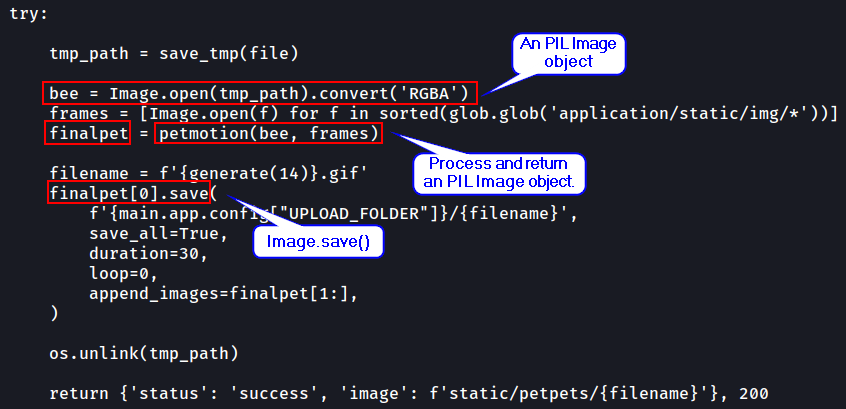 try:
tmp_path = save_tmp(file)
An PIL Image
object
bee = Image.open(tmp_path).convert('RGBA')
frames = [Image.open(f) for f in sorted(glob.glob('application/static/img/*'))]
finalpet = petmotion(bee, frames)
Process and return
an PIL Image object.
filename = f'{generate(14)}.gif'
finalpet[0].save(
f'{main.app.config["UPLOAD_FOLDER"]}/{filename}',
save_all=True,
Image.save()
duration=30,
loop=0,
append_images=finalpet[1:],
)
os.unlink(tmp_path)
return {'status': 'success', 'image': f'static/petpets/{filename}'}, 200